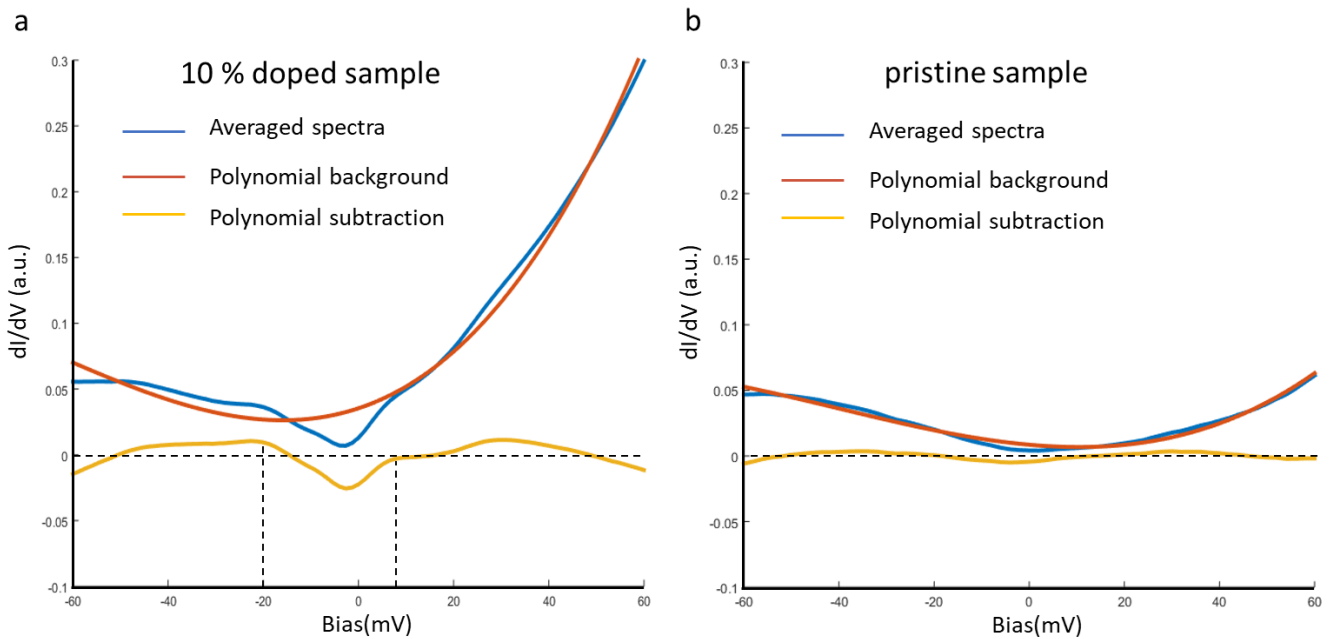 a
10 % doped sample
Averaged spectra
Polynomial background
Polynomial subtraction
dI/dV (a.u.)
0.3
0.25
0.2
0.15
0.1
0.05
0
-0.05
-0.1
-60
-40
-20
0
20
40
60
Bias(mV)
b
pristine sample
Averaged spectra
Polynomial background
Polynomial subtraction
dI/dV (a.u.)
0.3
0.25
0.2
0.15
0.1
0.05
0
-0.05
-0.1
-60
-40
-20
0
20
40
60
Bias(mV)